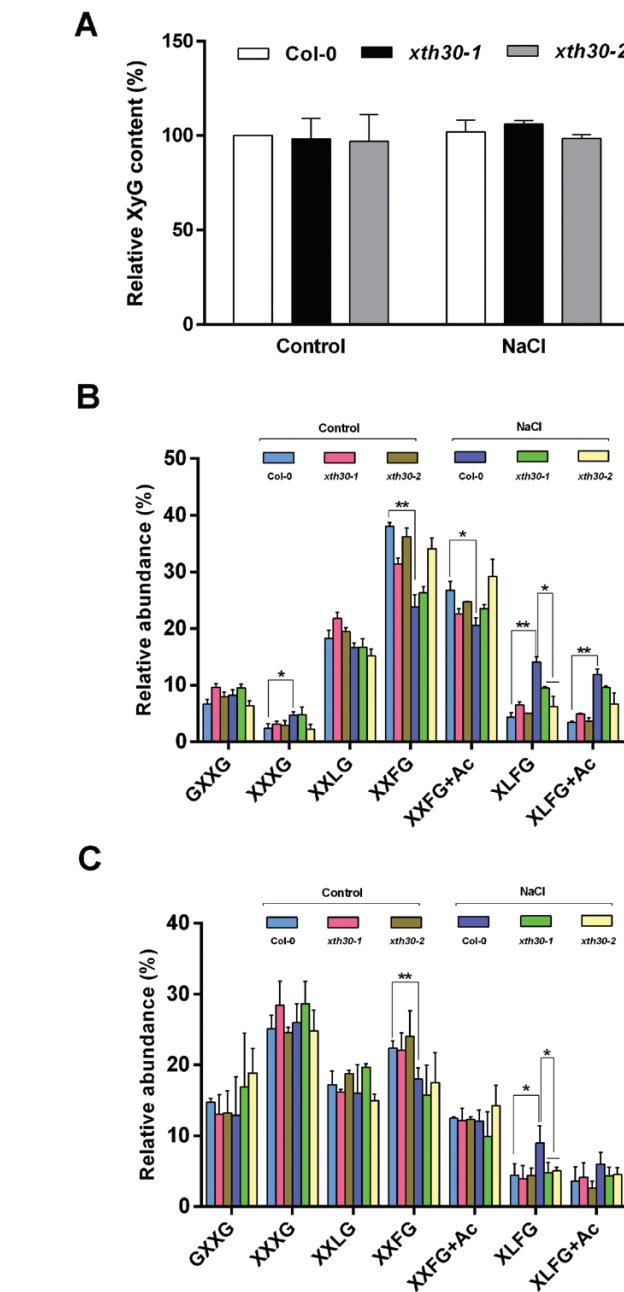 A
Relative XyG content (%)
150
100
50
0
Col-0 xth30-1 xth30-2
Control NaCl
B
Relative abundance (%)
Control NaCl
Col-0 xth30-1 xth30-2 Col-0 xth30-1 xth30-2
50
40
30
20
10
0
* ** * ** * **
GXXG XXXG XXLG XXFG XXFG+Ac XLFG XLFG+Ac
C
Relative abundance (%)
Control NaCl
Col-0 xth30-1 xth30-2 Col-0 xth30-1 xth30-2
40
30
20
10
0
** * *
GXXG XXXG XXLG XXFG XXFG+Ac XLFG XLFG+Ac